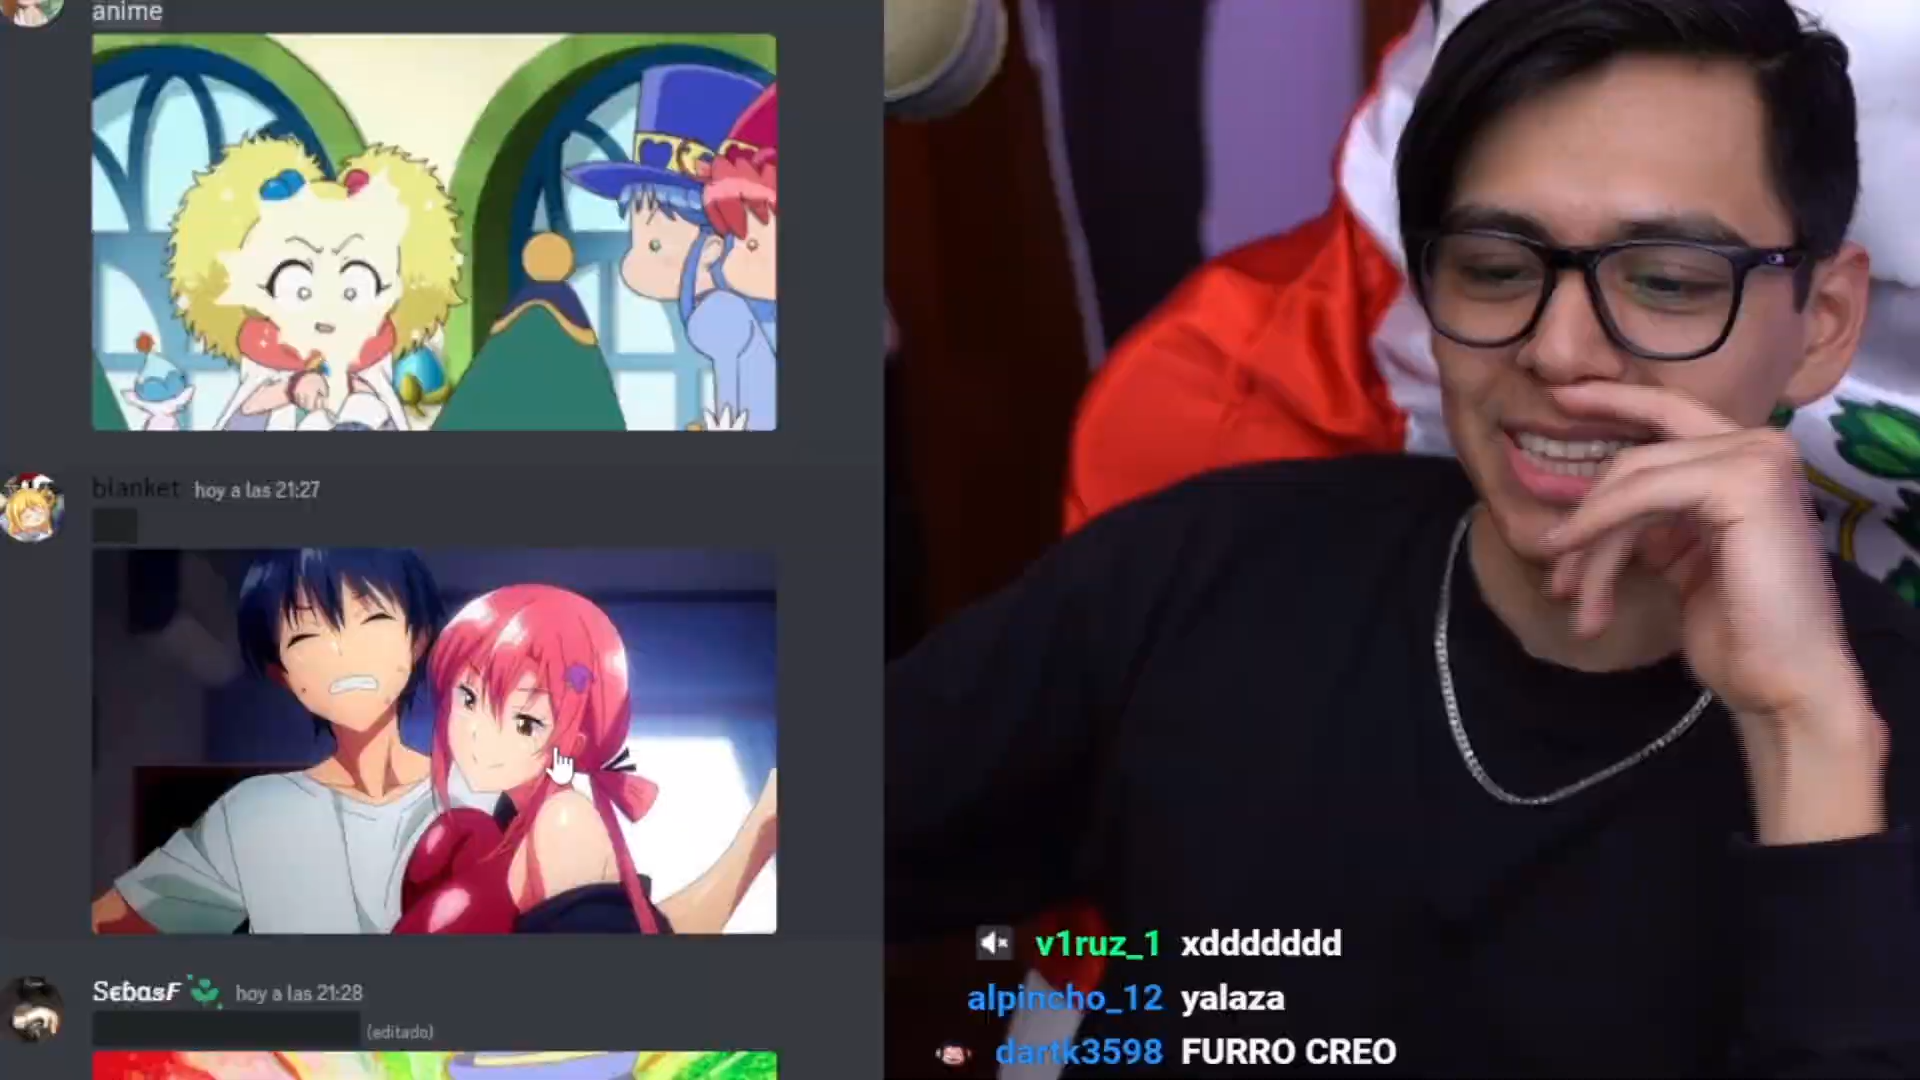 anime
blanket hoy a las 21:27
SebasF hoy a las 21:28
(editado)
v1ruz_1 xddddddd
alpincho_12 yalaza
dartk3598 FURRO CREO